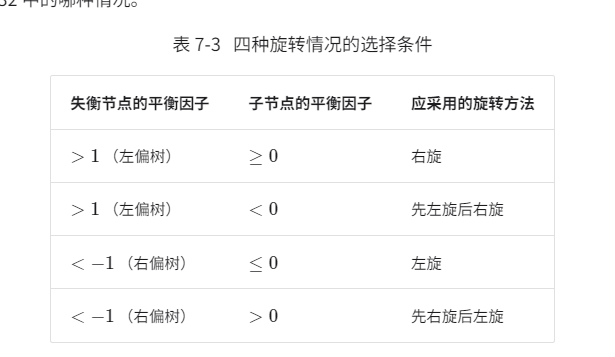 中的哪种情况。
表 7-3 四种旋转情况的选择条件
失衡节点的平衡因子 子节点的平衡因子 应采用的旋转方法
> 1 （左偏树） ≥ 0 右旋
> 1 （左偏树） < 0 先左旋后右旋
< −1 （右偏树） ≤ 0 左旋
< −1 （右偏树） > 0 先右旋后左旋